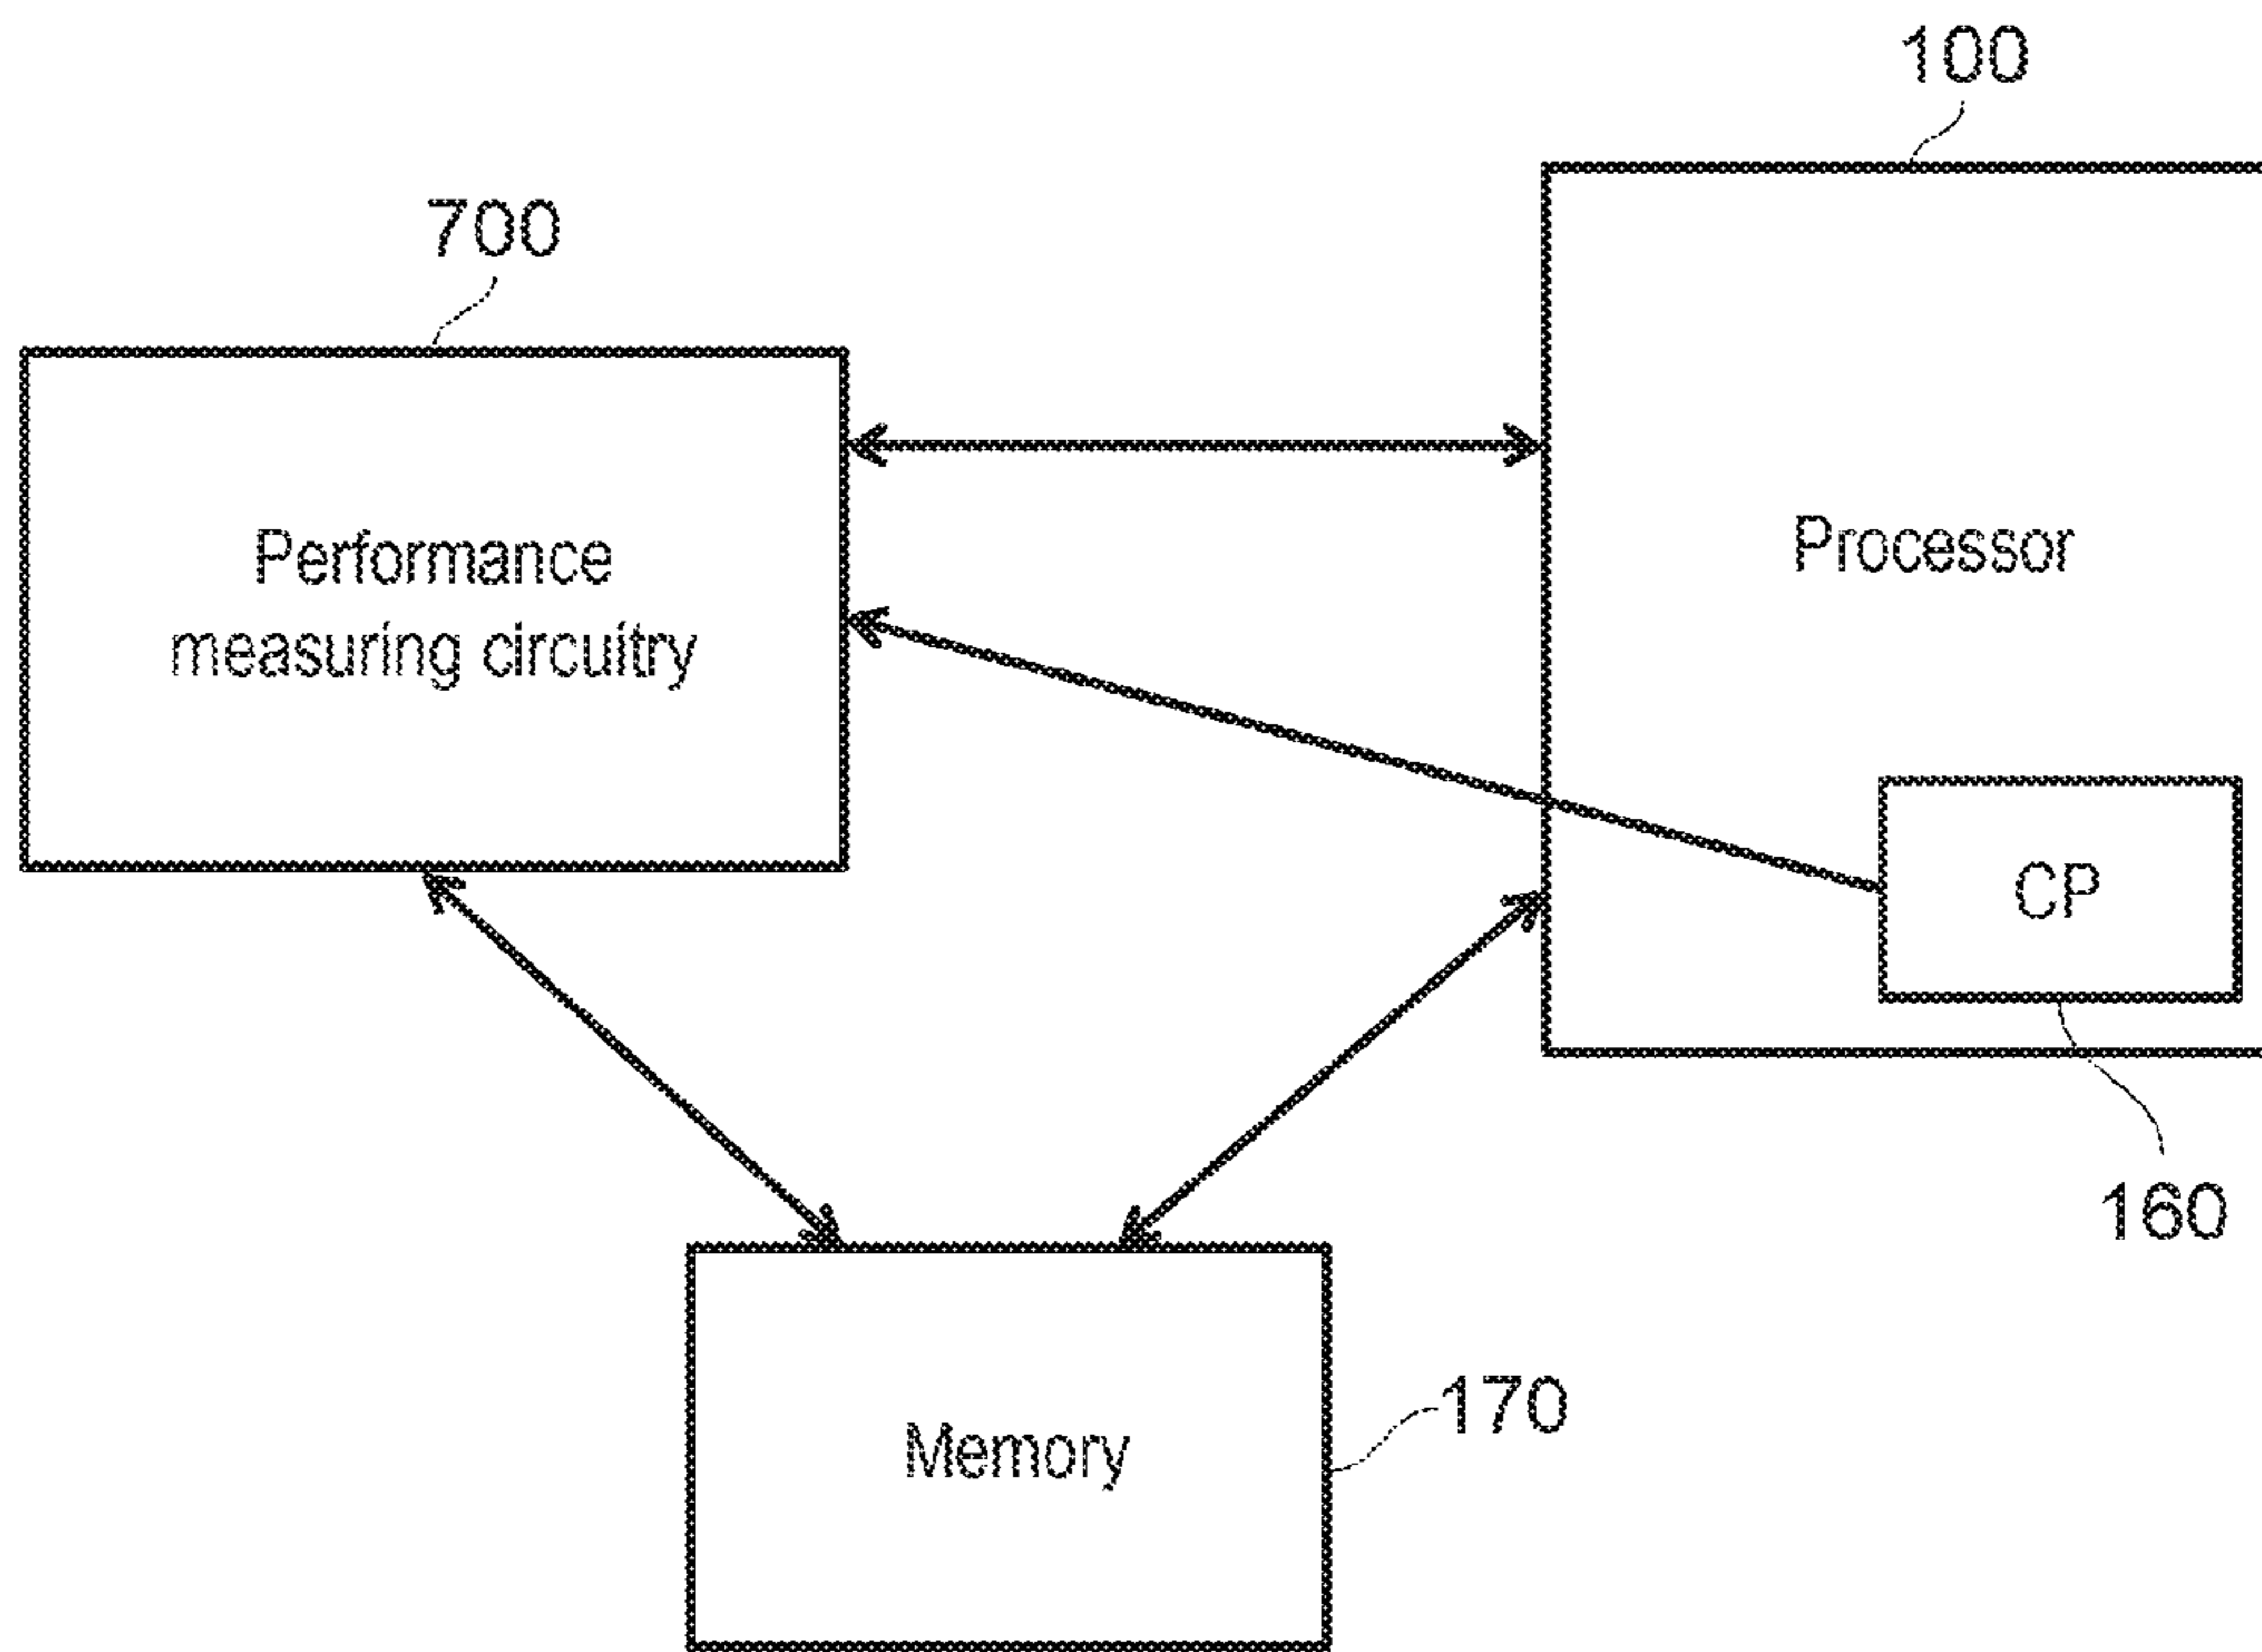 100
700
Performance
measuring circuitry
Processor
CP
160
170
Memory